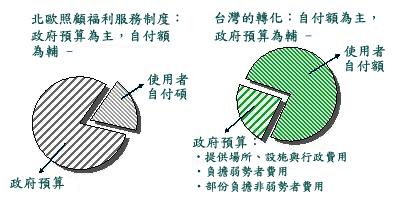 北歐照顧福利服務制度：
政府預算為主，自付額
為輔 -
使用者
自付碩
政府預算
台灣的轉化：自付額為主，
政府預算為輔 -
使用者
自付額
政府預算：
・提供場所、設施與行政費用
・負擔弱勢者費用
・部份負擔非弱勢者費用